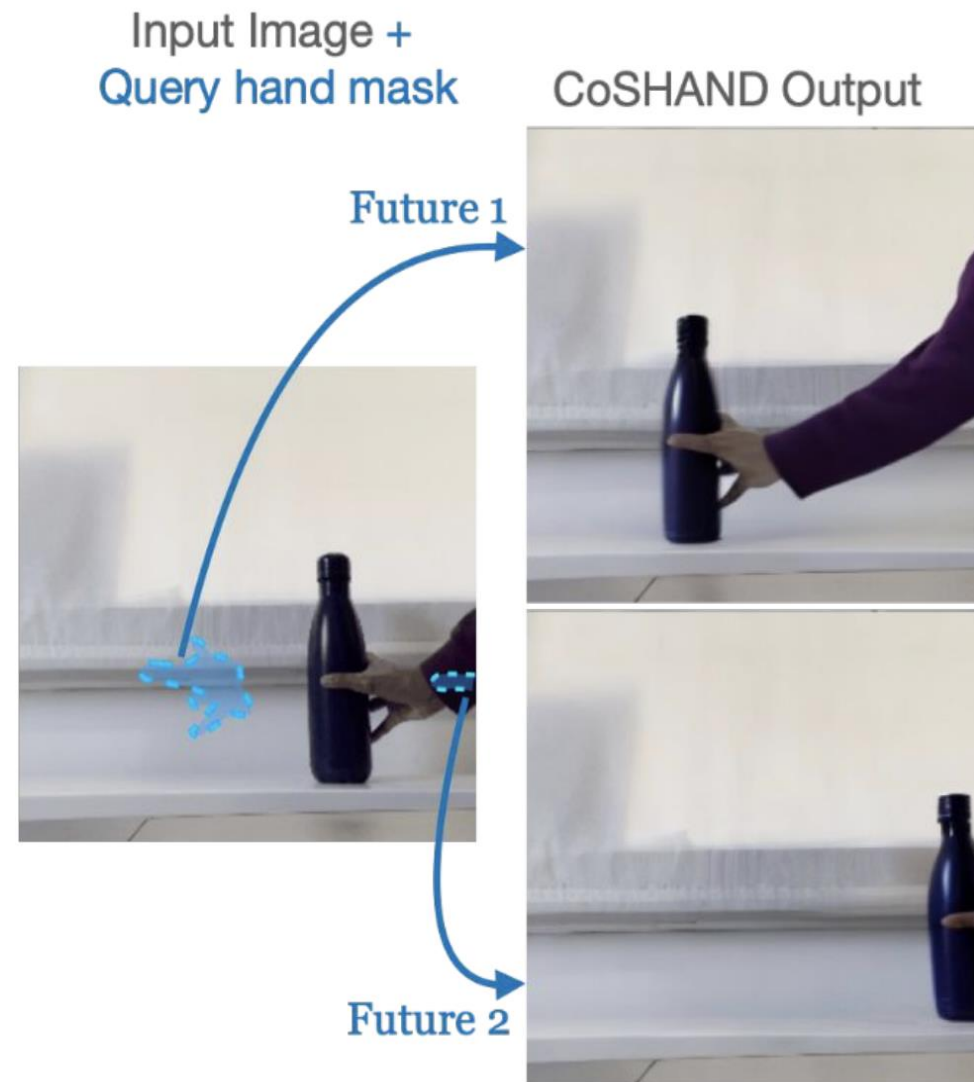 Input Image +
Query hand mask
CoSHAND Output
Future 1
Future 2